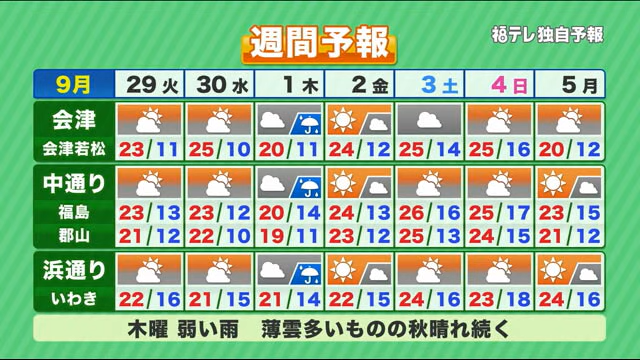 福テレ独自予報
週間予報
9月 29火 30水 1木 2金 3土 4日 5月
会津
会津若松 23/11 25/10 20/11 24/12 25/14 25/16 20/12
中通り
福島 23/13 23/12 20/14 24/13 26/16 25/17 23/15
郡山 21/12 22/10 19/11 23/12 25/13 24/15 21/12
浜通り
いわき 22/16 21/15 21/14 22/15 24/16 23/18 24/16
木曜 弱い雨 薄雲多いものの秋晴れ続く